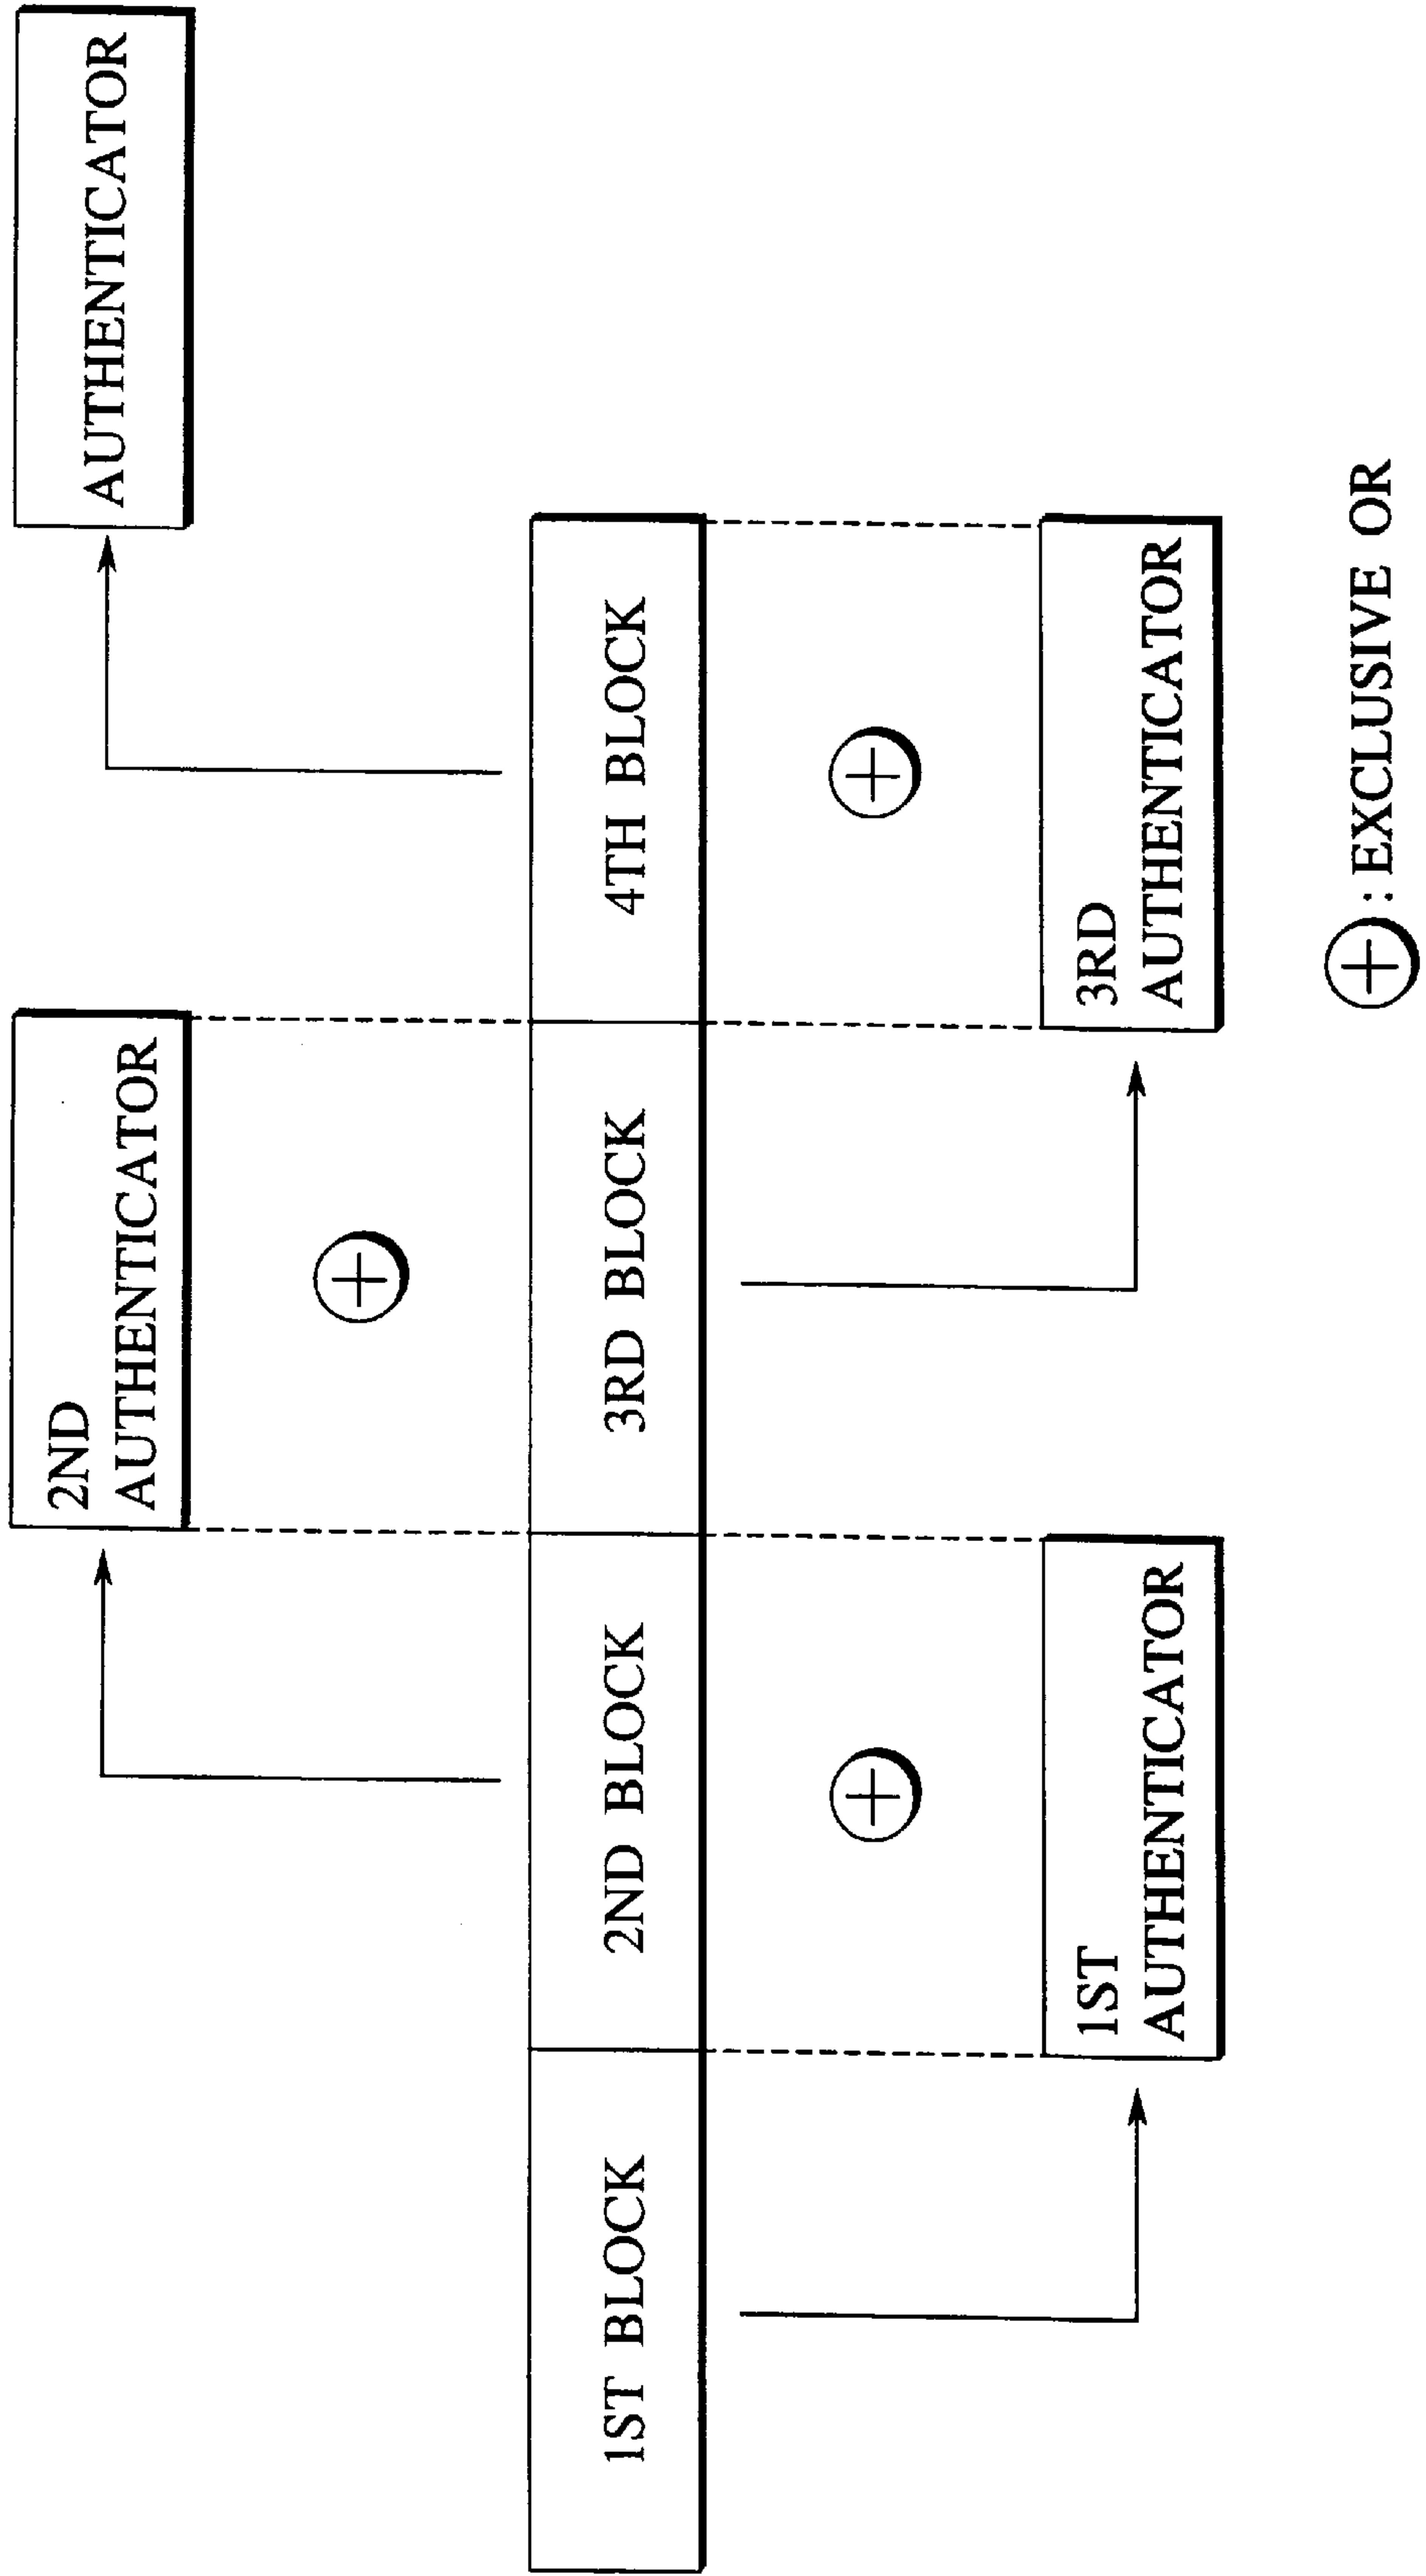 2ND
AUTHENTICATOR
AUTHENTICATOR
1ST BLOCK
2ND BLOCK
3RD BLOCK
4TH BLOCK
1ST
AUTHENTICATOR
3RD
AUTHENTICATOR
: EXCLUSIVE OR